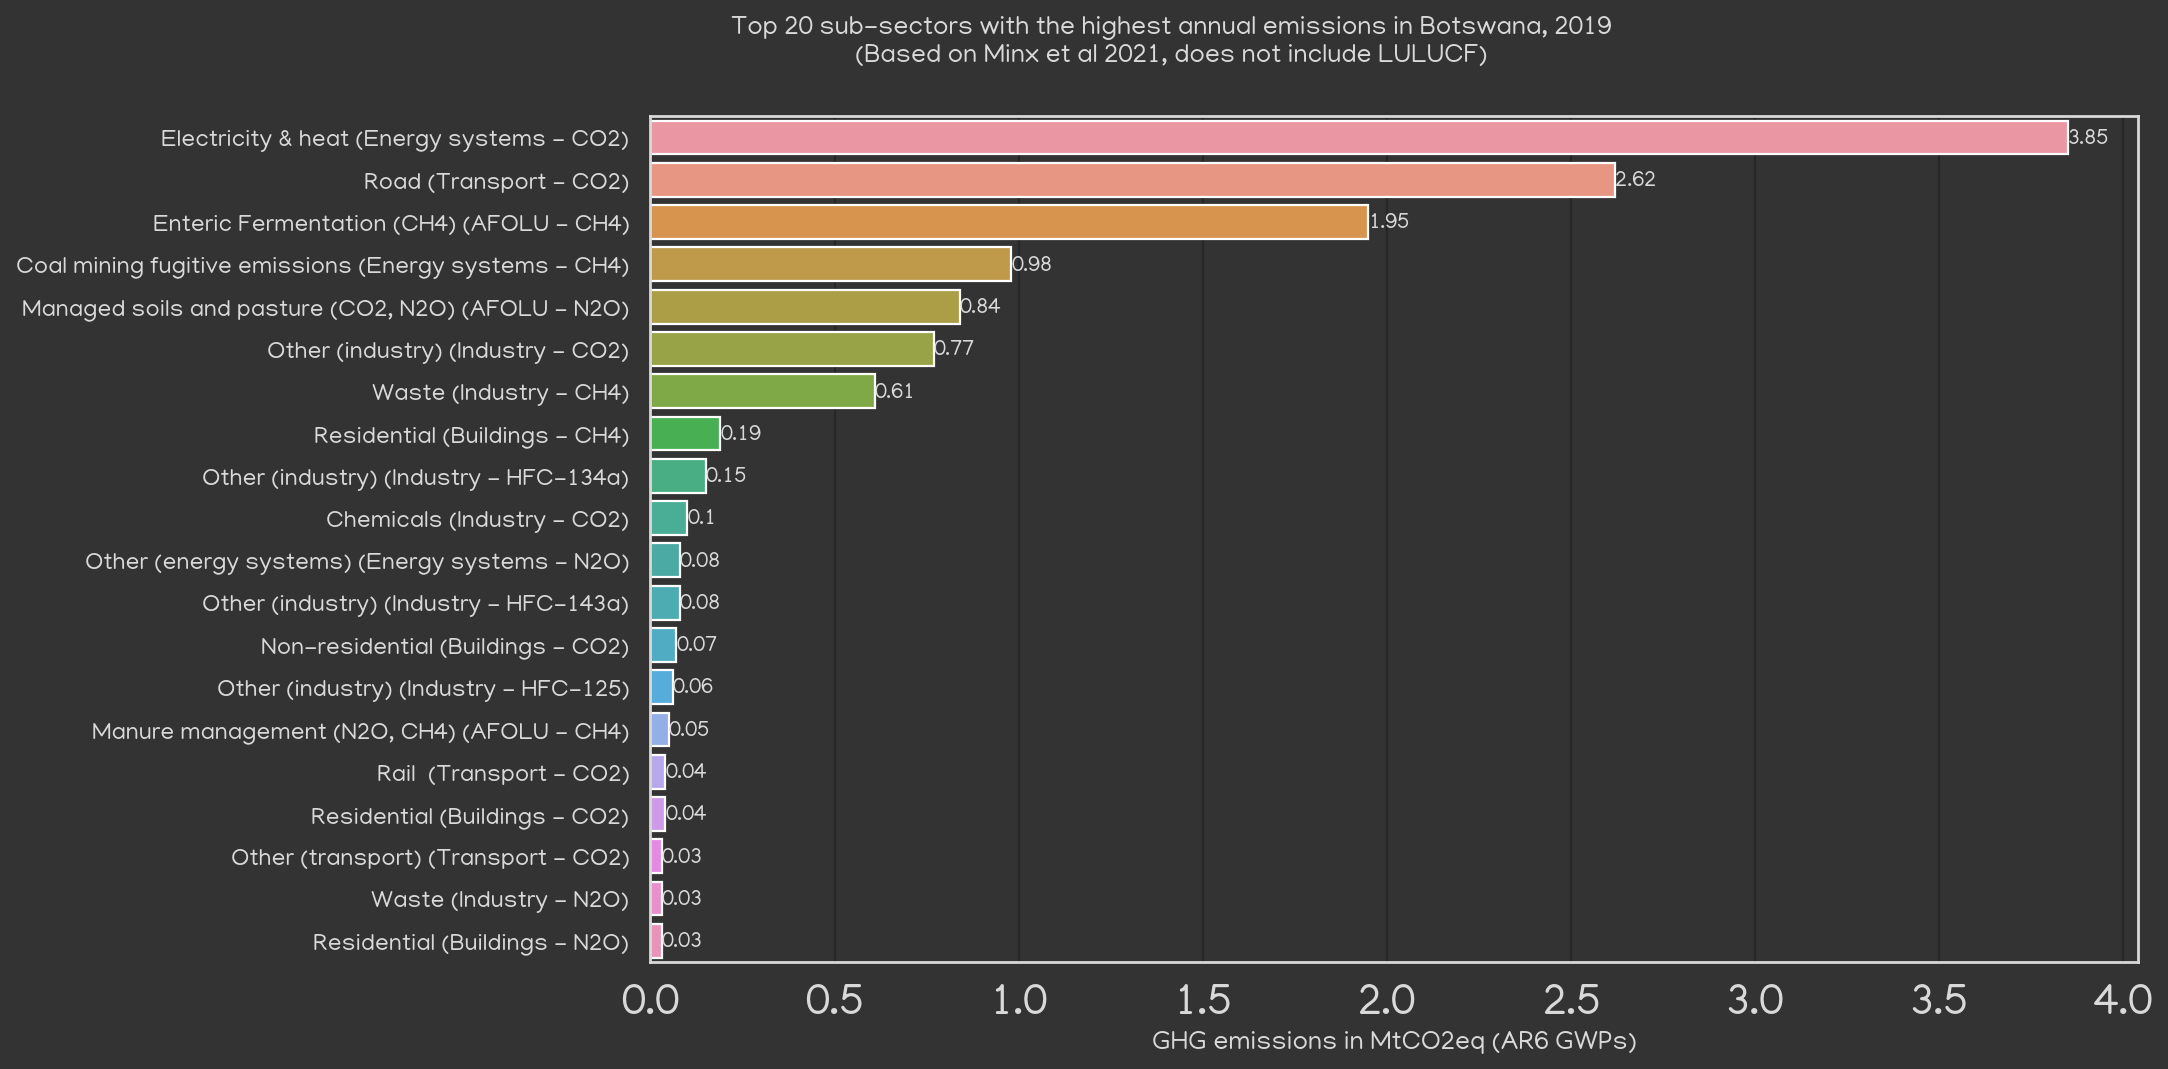 Top 20 sub-sectors with the highest annual emissions in Botswana, 2019
(Based on Minx et al 2021, does not include LULUCF)
Electricity & heat (Energy systems - CO2) 3.85
Road (Transport - CO2) 2.62
Enteric Fermentation (CH4) (AFOLU - CH4) 1.95
Coal mining fugitive emissions (Energy systems - CH4) 0.98
Managed soils and pasture (CO2, N2O) (AFOLU - N2O) 0.84
Other (industry) (Industry - CO2) 0.77
Waste (Industry - CH4) 0.61
Residential (Buildings - CH4) 0.19
Other (industry) (Industry - HFC-134a) 0.15
Chemicals (Industry - CO2) 0.1
Other (energy systems) (Energy systems - N2O) 0.08
Other (industry) (Industry - HFC-143a) 0.08
Non-residential (Buildings - CO2) 0.07
Other (industry) (Industry - HFC-125) 0.06
Manure management (N2O, CH4) (AFOLU - CH4) 0.05
Rail  (Transport - CO2) 0.04
Residential (Buildings - CO2) 0.04
Other (transport) (Transport - CO2) 0.03
Waste (Industry - N2O) 0.03
Residential (Buildings - N2O) 0.03
0.0 0.5 1.0 1.5 2.0 2.5 3.0 3.5 4.0
GHG emissions in MtCO2eq (AR6 GWPs)